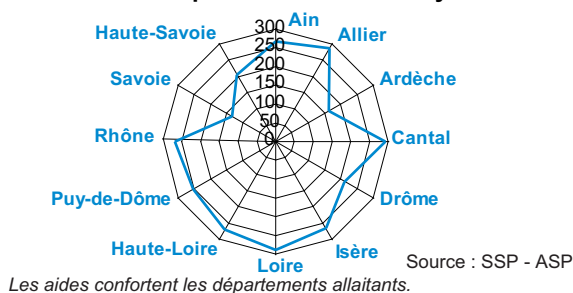 300 Ain
Haute-Savoie 250 Allier
200
Savoie 150 Ardèche
100
50
Rhône 0 Cantal
Puy-de-Dôme Drôme
Haute-Loire Isère
Loire Source : SSP - ASP
Les aides confortent les départements allaitants.